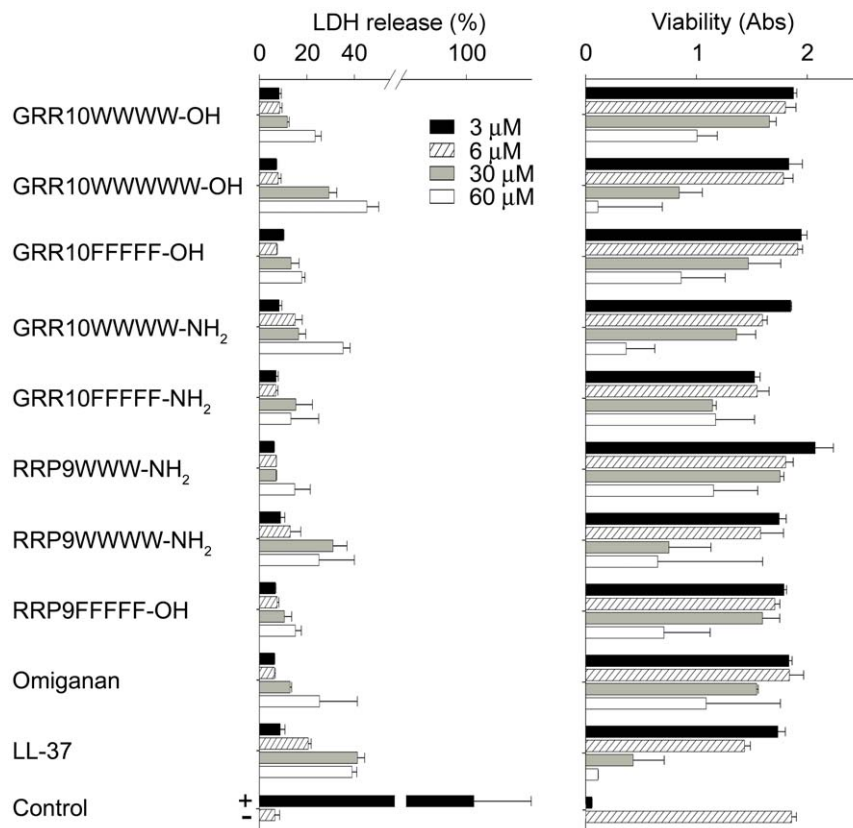 LDH release (%)
Viability (Abs)
0 20 40 100
0 1 2
3 μM
6 μM
30 μM
60 μM
GRR10WWWW-OH
GRR10WWWWW-OH
GRR10FFFFF-OH
GRR10WWWW-NH₂
GRR10FFFFF-NH₂
RRP9WWW-NH₂
RRP9WWWW-NH₂
RRP9FFFFF-OH
Omiganan
LL-37
Control
+
−